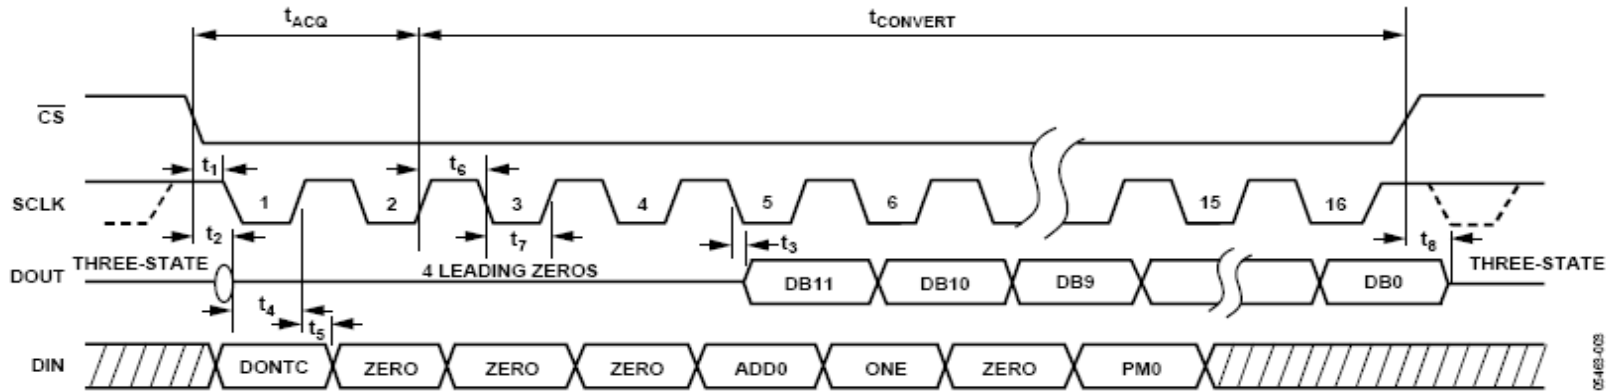 tACQ
tCONVERT
CS
t1
t6
SCLK
1
2
3
4
5
6
15
16
t2
t7
t3
t8
DOUT
THREE-STATE
4 LEADING ZEROS
DB11
DB10
DB9
DB0
THREE-STATE
t4
t5
DIN
DONTC
ZERO
ZERO
ZERO
ADD0
ONE
ZERO
PM0